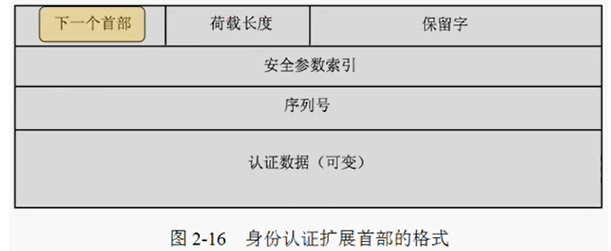 下一个首部 荷载长度 保留字
安全参数索引
序列号
认证数据（可变）
图 2-16 身份认证扩展首部的格式